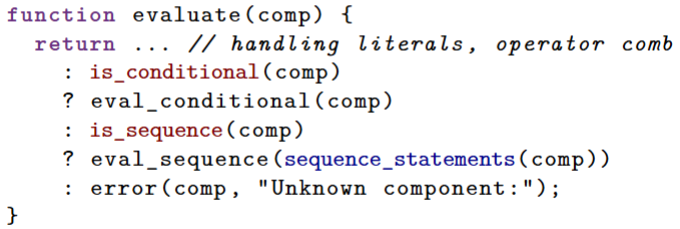 function evaluate(comp) {
  return ... // handling literals, operator comb
    : is_conditional(comp)
    ? eval_conditional(comp)
    : is_sequence(comp)
    ? eval_sequence(sequence_statements(comp))
    : error(comp, "Unknown component:");
}